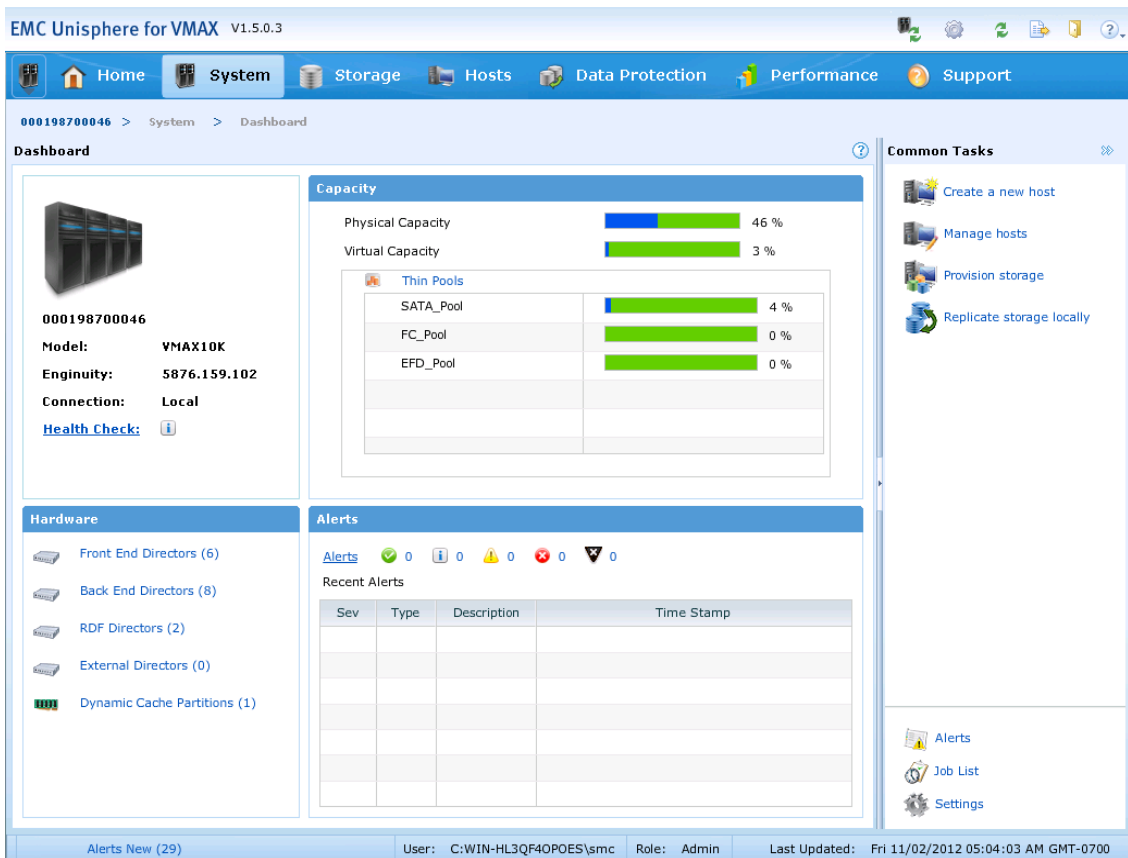 EMC Unisphere for VMAX V1.5.0.3
Home System Storage Hosts Data Protection Performance Support
000198700046 > System > Dashboard
Dashboard
000198700046
Model: VMAX10K
Enginuity: 5876.159.102
Connection: Local
Health Check:
Capacity
Physical Capacity 46 %
Virtual Capacity 3 %
Thin Pools
SATA_Pool 4 %
FC_Pool 0 %
EFD_Pool 0 %
Hardware
Front End Directors (6)
Back End Directors (8)
RDF Directors (2)
External Directors (0)
Dynamic Cache Partitions (1)
Alerts
Alerts 0 0 0 0 0
Recent Alerts
Sev Type Description Time Stamp
Common Tasks
Create a new host
Manage hosts
Provision storage
Replicate storage locally
Alerts
Job List
Settings
Alerts New (29) User: C:WIN-HL3QF4OPOES\smc Role: Admin Last Updated: Fri 11/02/2012 05:04:03 AM GMT-0700